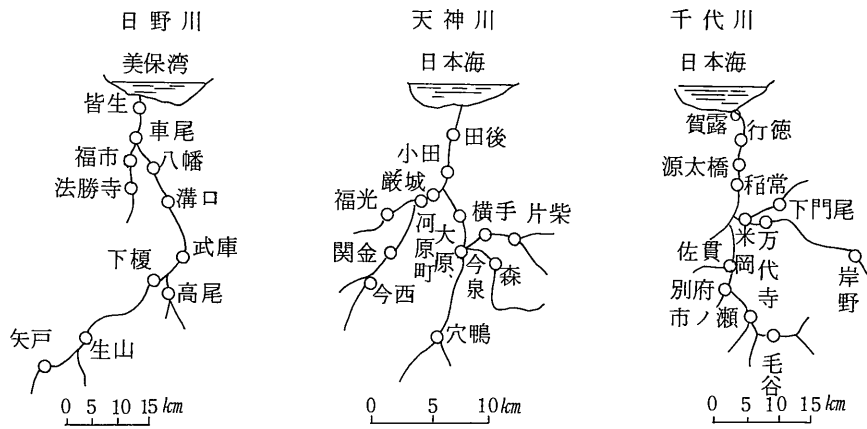 日野川
美保湾
皆生
車尾
福市
八幡
法勝寺
溝口
武庫
下榎
高尾
矢戸
生山
0 5 10 15 km
天神川
日本海
田後
小田
厳城
福光
河原町
大原、
横手
片柴
関金
今泉
森
今西
穴鴨
0 5 10 km
千代川
日本海
賀露
行徳
源太橋
稲常
下門尾
米岡
万代寺
佐貫
岸野
別府
市ノ瀬
毛谷
0 5 10 15 km